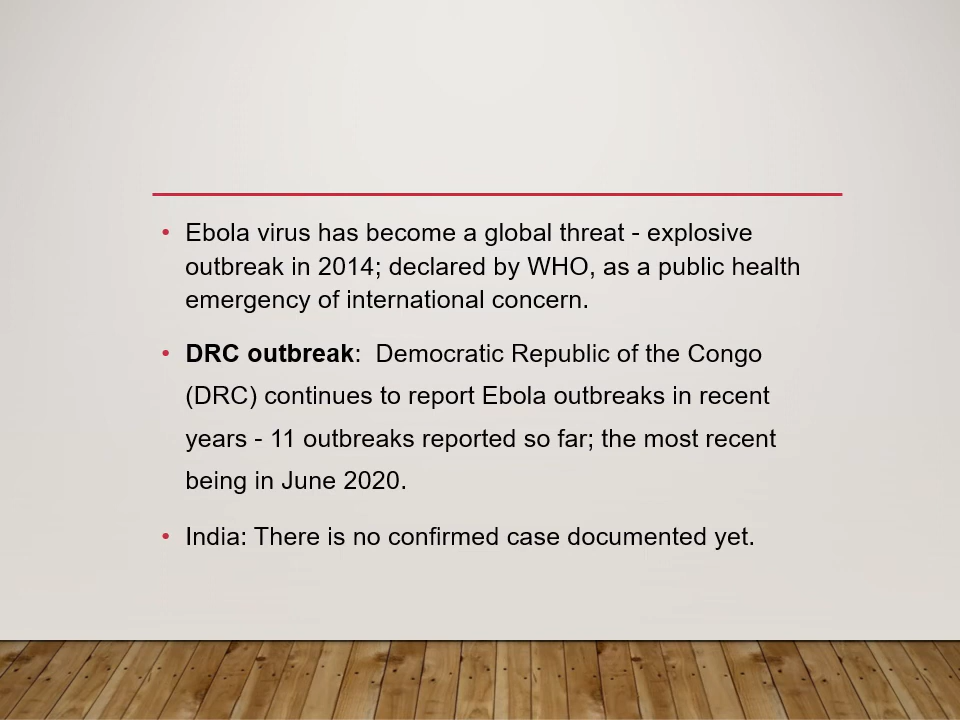 • Ebola virus has become a global threat - explosive
outbreak in 2014; declared by WHO, as a public health
emergency of international concern.
• DRC outbreak:  Democratic Republic of the Congo
(DRC) continues to report Ebola outbreaks in recent
years - 11 outbreaks reported so far; the most recent
being in June 2020.
• India: There is no confirmed case documented yet.